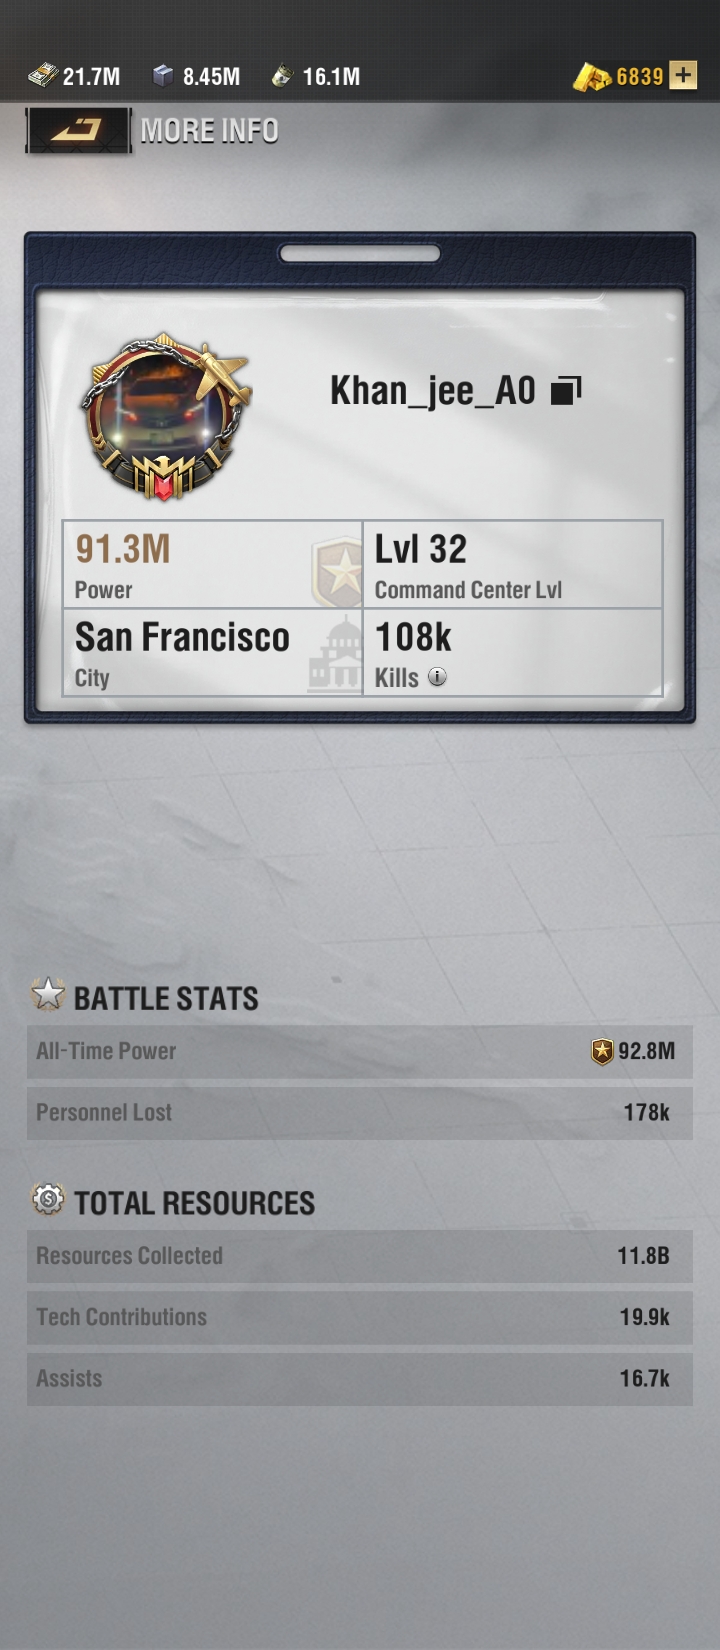 21.7M 8.45M 16.1M 6839 +
MORE INFO
Khan_jee_A0
91.3M
Power
Lvl 32
Command Center Lvl
San Francisco
City
108k
Kills
BATTLE STATS
All-Time Power 92.8M
Personnel Lost 178k
TOTAL RESOURCES
Resources Collected 11.8B
Tech Contributions 19.9k
Assists 16.7k